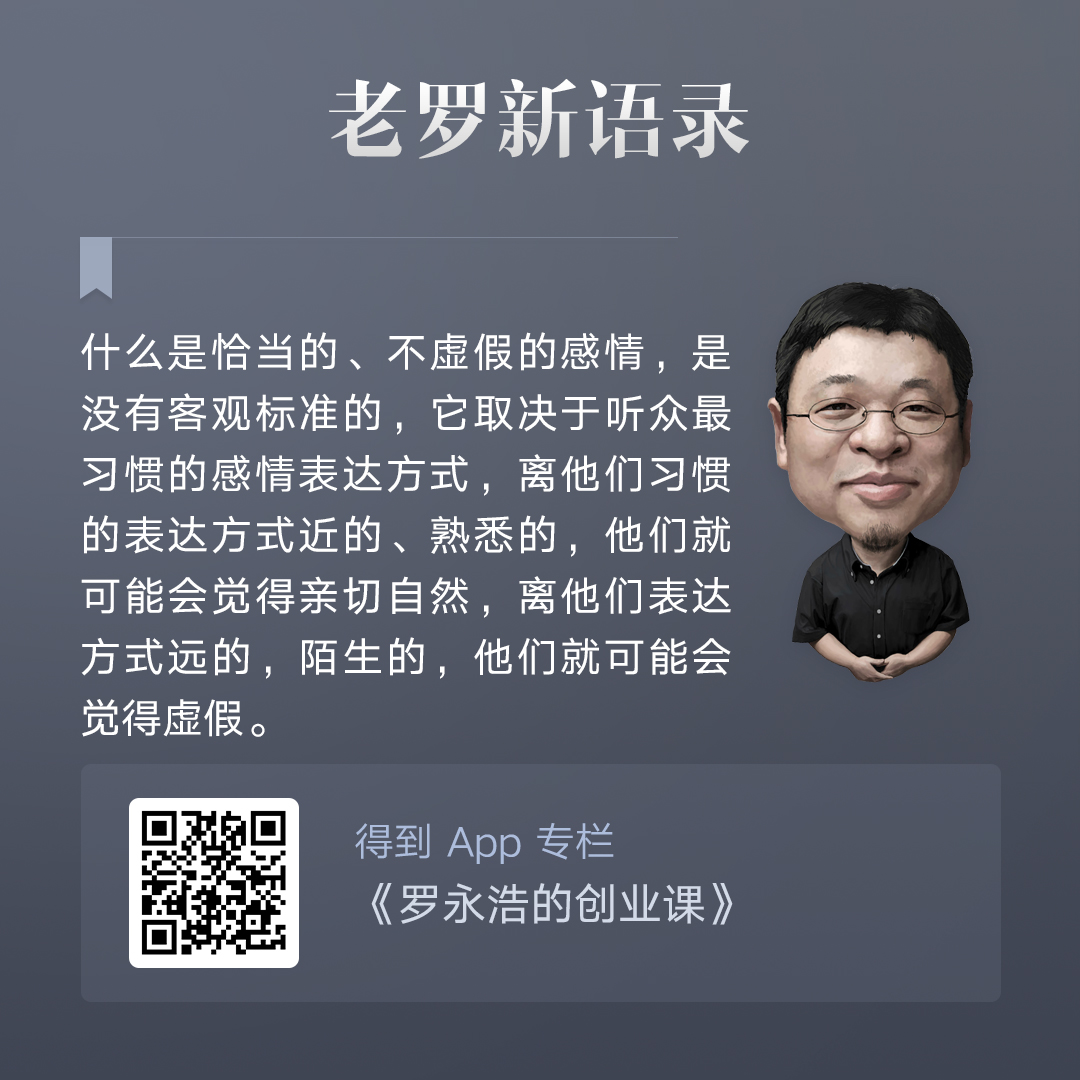 老罗新语录
什么是恰当的、不虚假的感情，是
没有客观标准的，它取决于听众最
习惯的感情表达方式，离他们习惯
的表达方式近的、熟悉的，他们就
可能会觉得亲切自然，离他们表达
方式远的，陌生的，他们就可能会
觉得虚假。
得到 App 专栏
《罗永浩的创业课》